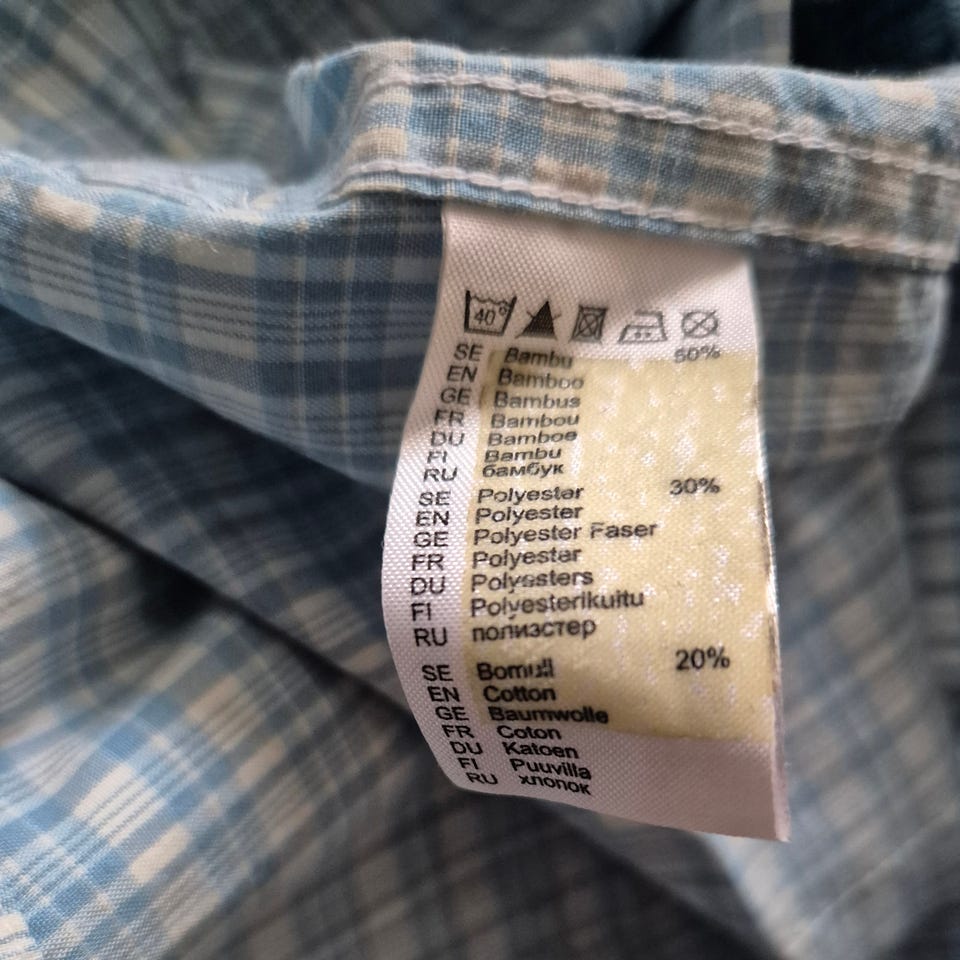 40°
SE Bambu 50%
EN Bamboo
GE Bambus
FR Bambou
DU Bamboe
FI Bambu
RU бамбук
SE Polyester 30%
EN Polyester
GE Polyester Faser
FR Polyester
DU Polyesters
FI Polyesterikuitu
RU полиэстер
SE Bomull 20%
EN Cotton
GE Baumwolle
FR Coton
DU Katoen
FI Puuvilla
RU хлопок